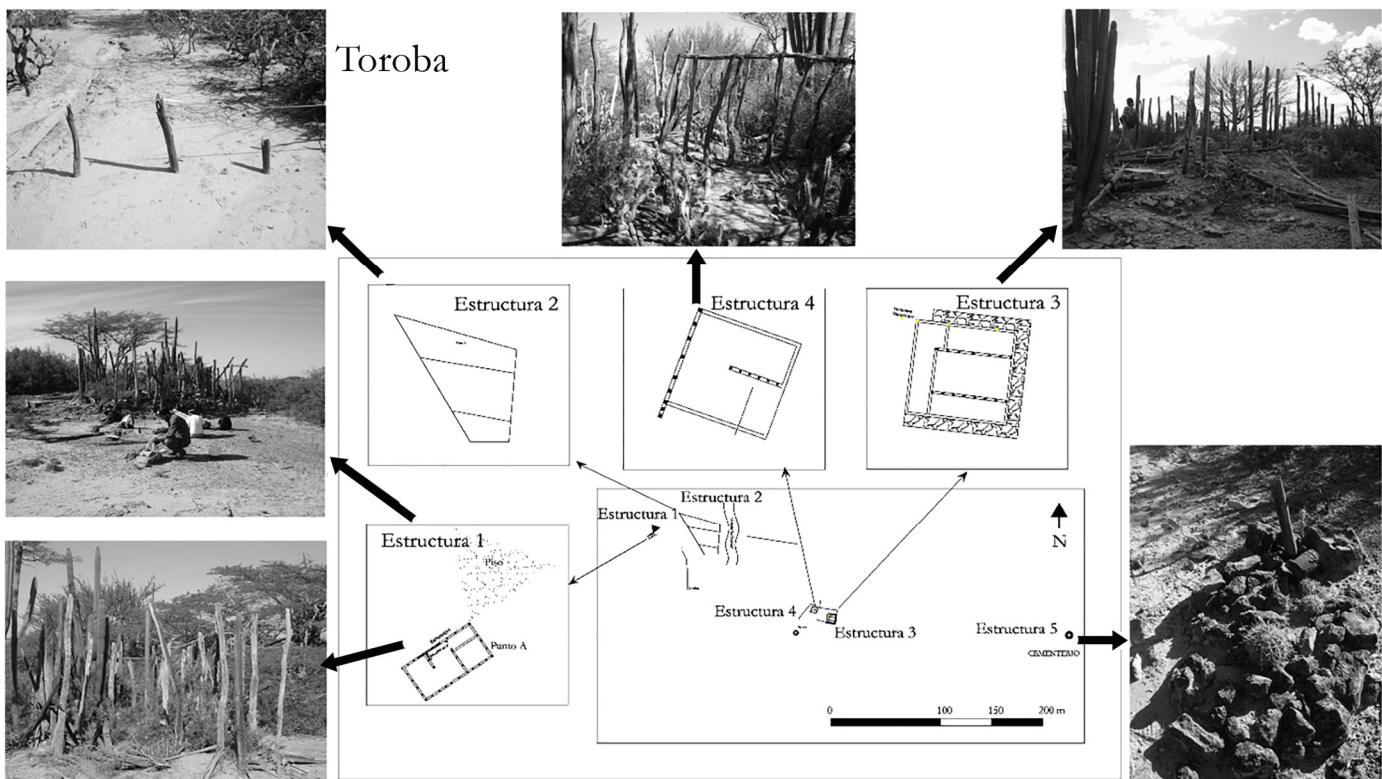 Toroba
Estructura 2
Estructura 4
Estructura 3
Estructura 1
Piso
Punto A
Estructura 2
Estructura 1
N
Estructura 4
Estructura 3
Estructura 5
CEMENTERIO
0 100 150 200 m